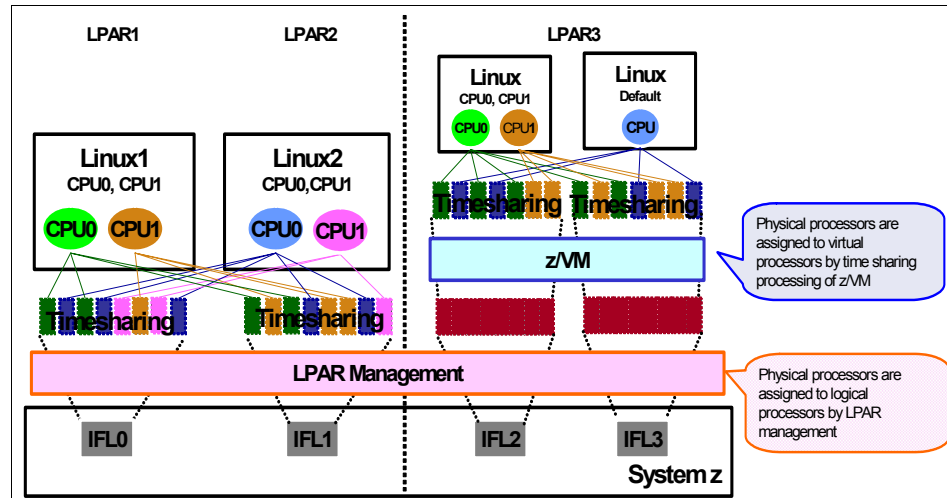 LPAR1
LPAR2
LPAR3
Linux
CPU0, CPU1
CPU0
CPU1
Linux
Default
CPU
Linux1
CPU0, CPU1
CPU0
CPU1
Linux2
CPU0,CPU1
CPU0
CPU1
Timesharing
Timesharing
Physical processors are
assigned to virtual
processors by time sharing
processing of z/VM
z/VM
Timesharing
Timesharing
LPAR Management
Physical processors are
assigned to logical
processors by LPAR
management
IFL0
IFL1
IFL2
IFL3
System z